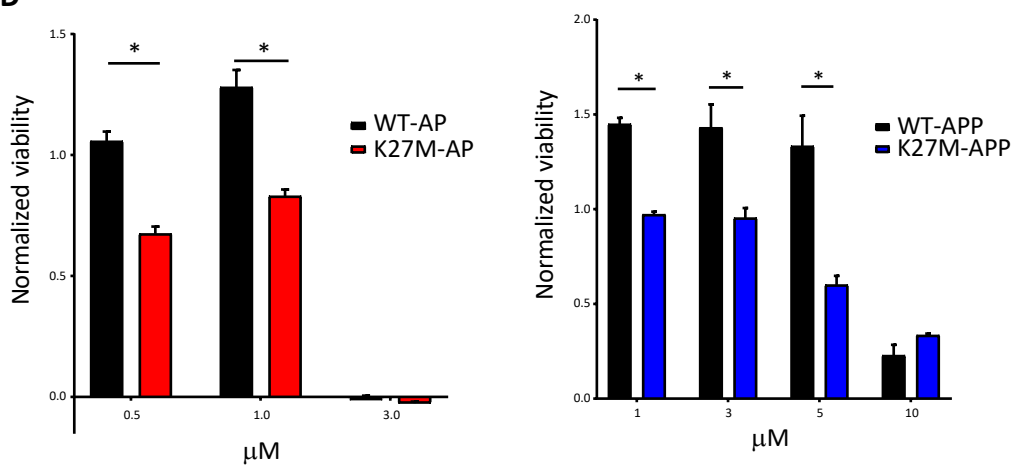 1.5
1.0
0.5
0.0
Normalized viability
*
*
WT-AP
K27M-AP
0.5 1.0 3.0
μM
2.0
1.5
1.0
0.5
0.0
Normalized viability
*
*
*
WT-APP
K27M-APP
1 3 5 10
μM